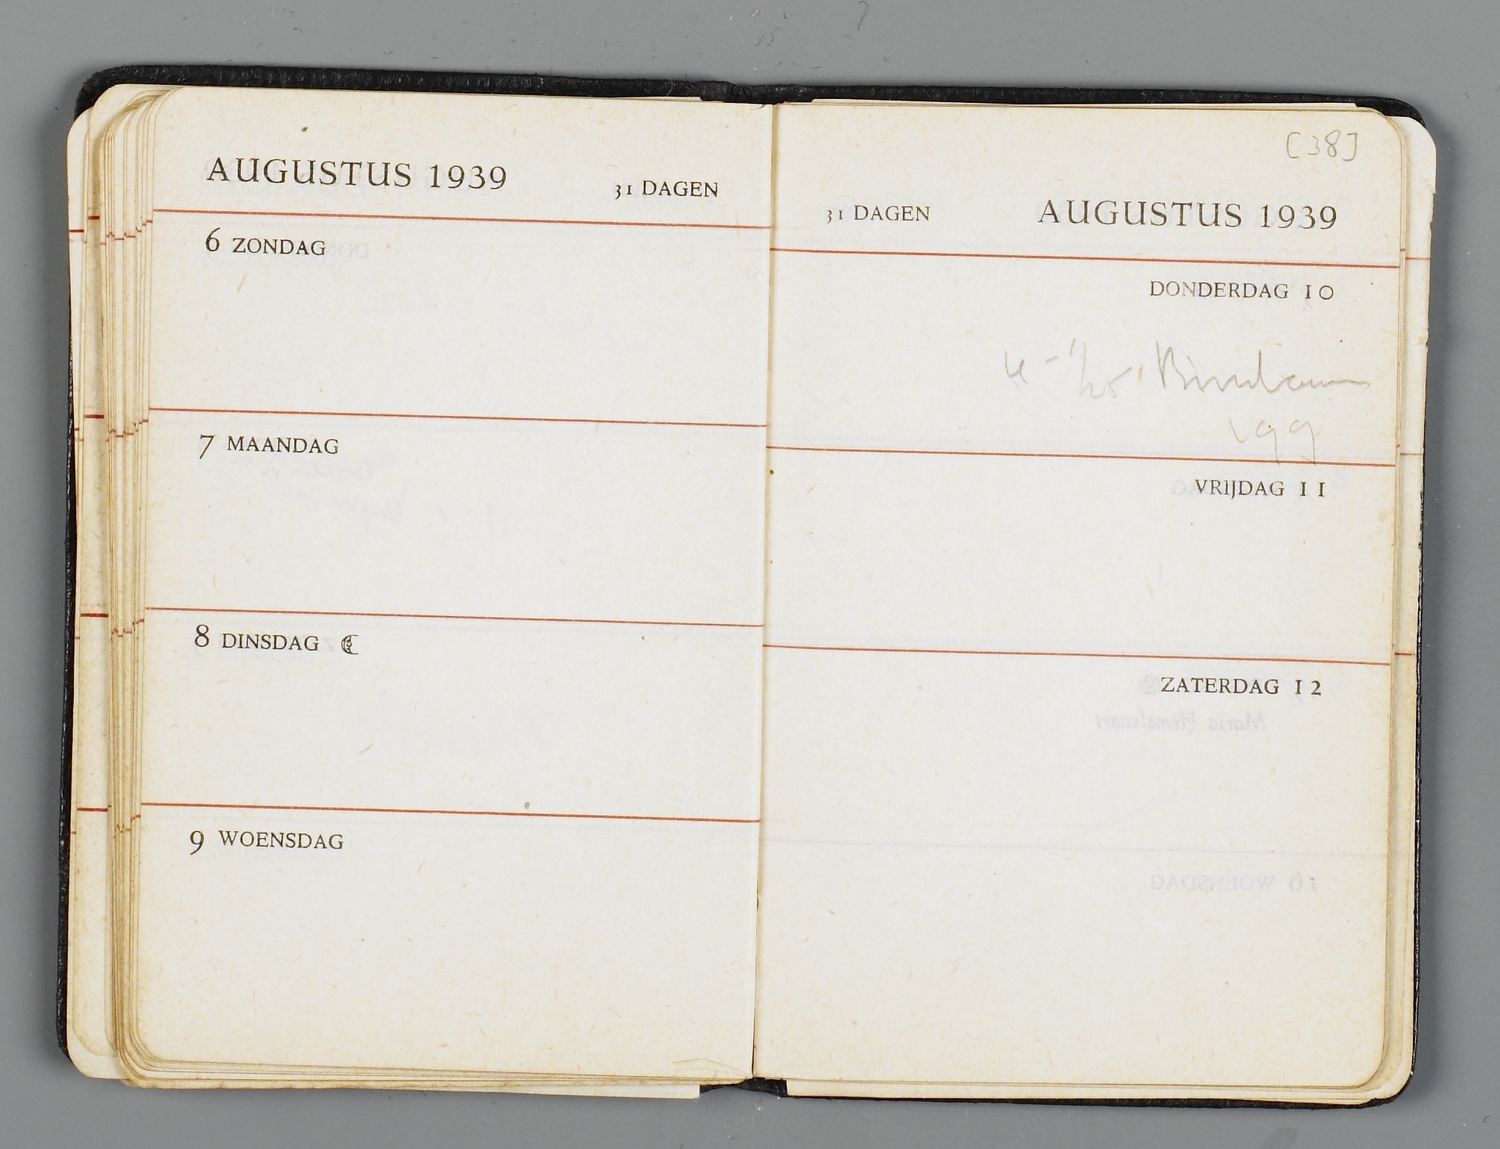 AUGUSTUS 1939 31 DAGEN
6 ZONDAG
7 MAANDAG
8 DINSDAG
9 WOENSDAG
[38]
31 DAGEN AUGUSTUS 1939
DONDERDAG 10
199
VRIJDAG 11
ZATERDAG 12